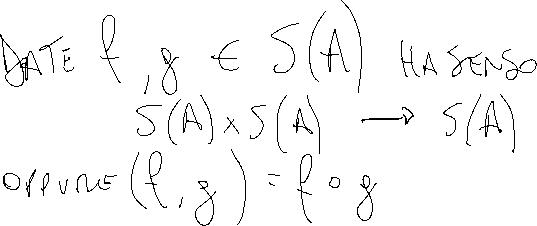 DATE f, g ∈ S(A) HA SENSO
S(A) × S(A) → S(A)
OPPURE (f, g) = f ∘ g